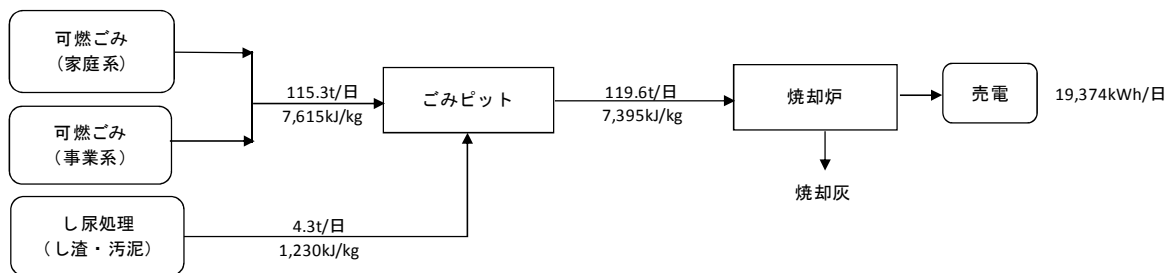 可燃ごみ
（家庭系）
可燃ごみ
（事業系）
115.3t/日
7,615kJ/kg
ごみピット
119.6t/日
7,395kJ/kg
焼却炉
売電
19,374kWh/日
焼却灰
し尿処理
（し渣・汚泥）
4.3t/日
1,230kJ/kg